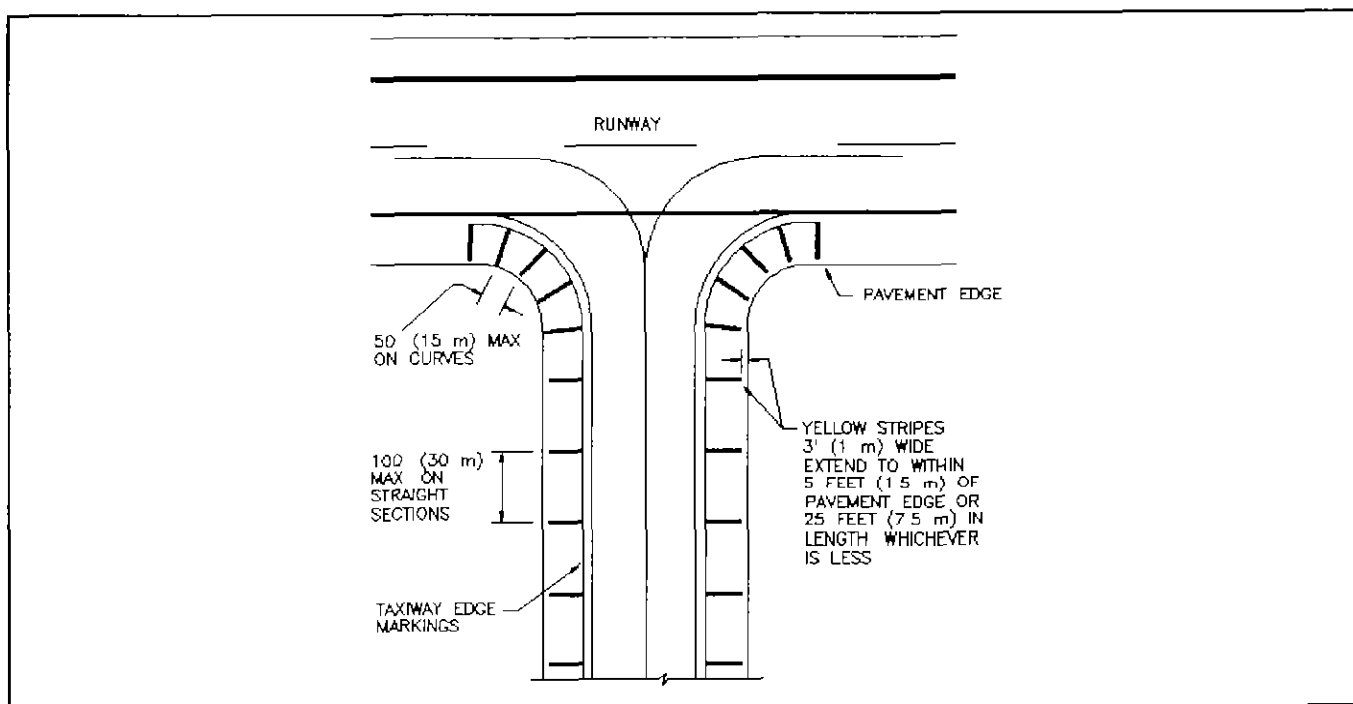 RUNWAY
PAVEMENT EDGE
50 (15 m) MAX
ON CURVES
YELLOW STRIPES
3' (1 m) WIDE
EXTEND TO WITHIN
5 FEET (1 5 m) OF
PAVEMENT EDGE OR
25 FEET (7 5 m) IN
LENGTH WHICHEVER
IS LESS
100 (30 m)
MAX ON
STRAIGHT
SECTIONS
TAXIWAY EDGE
MARKINGS